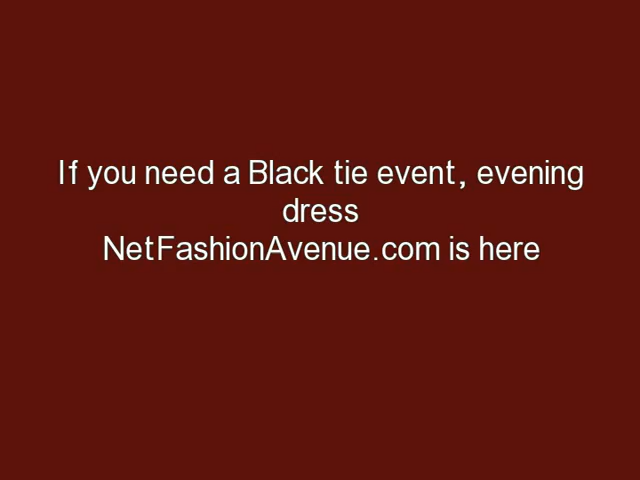 If you need a Black tie event, evening
dress
NetFashionAvenue.com is here